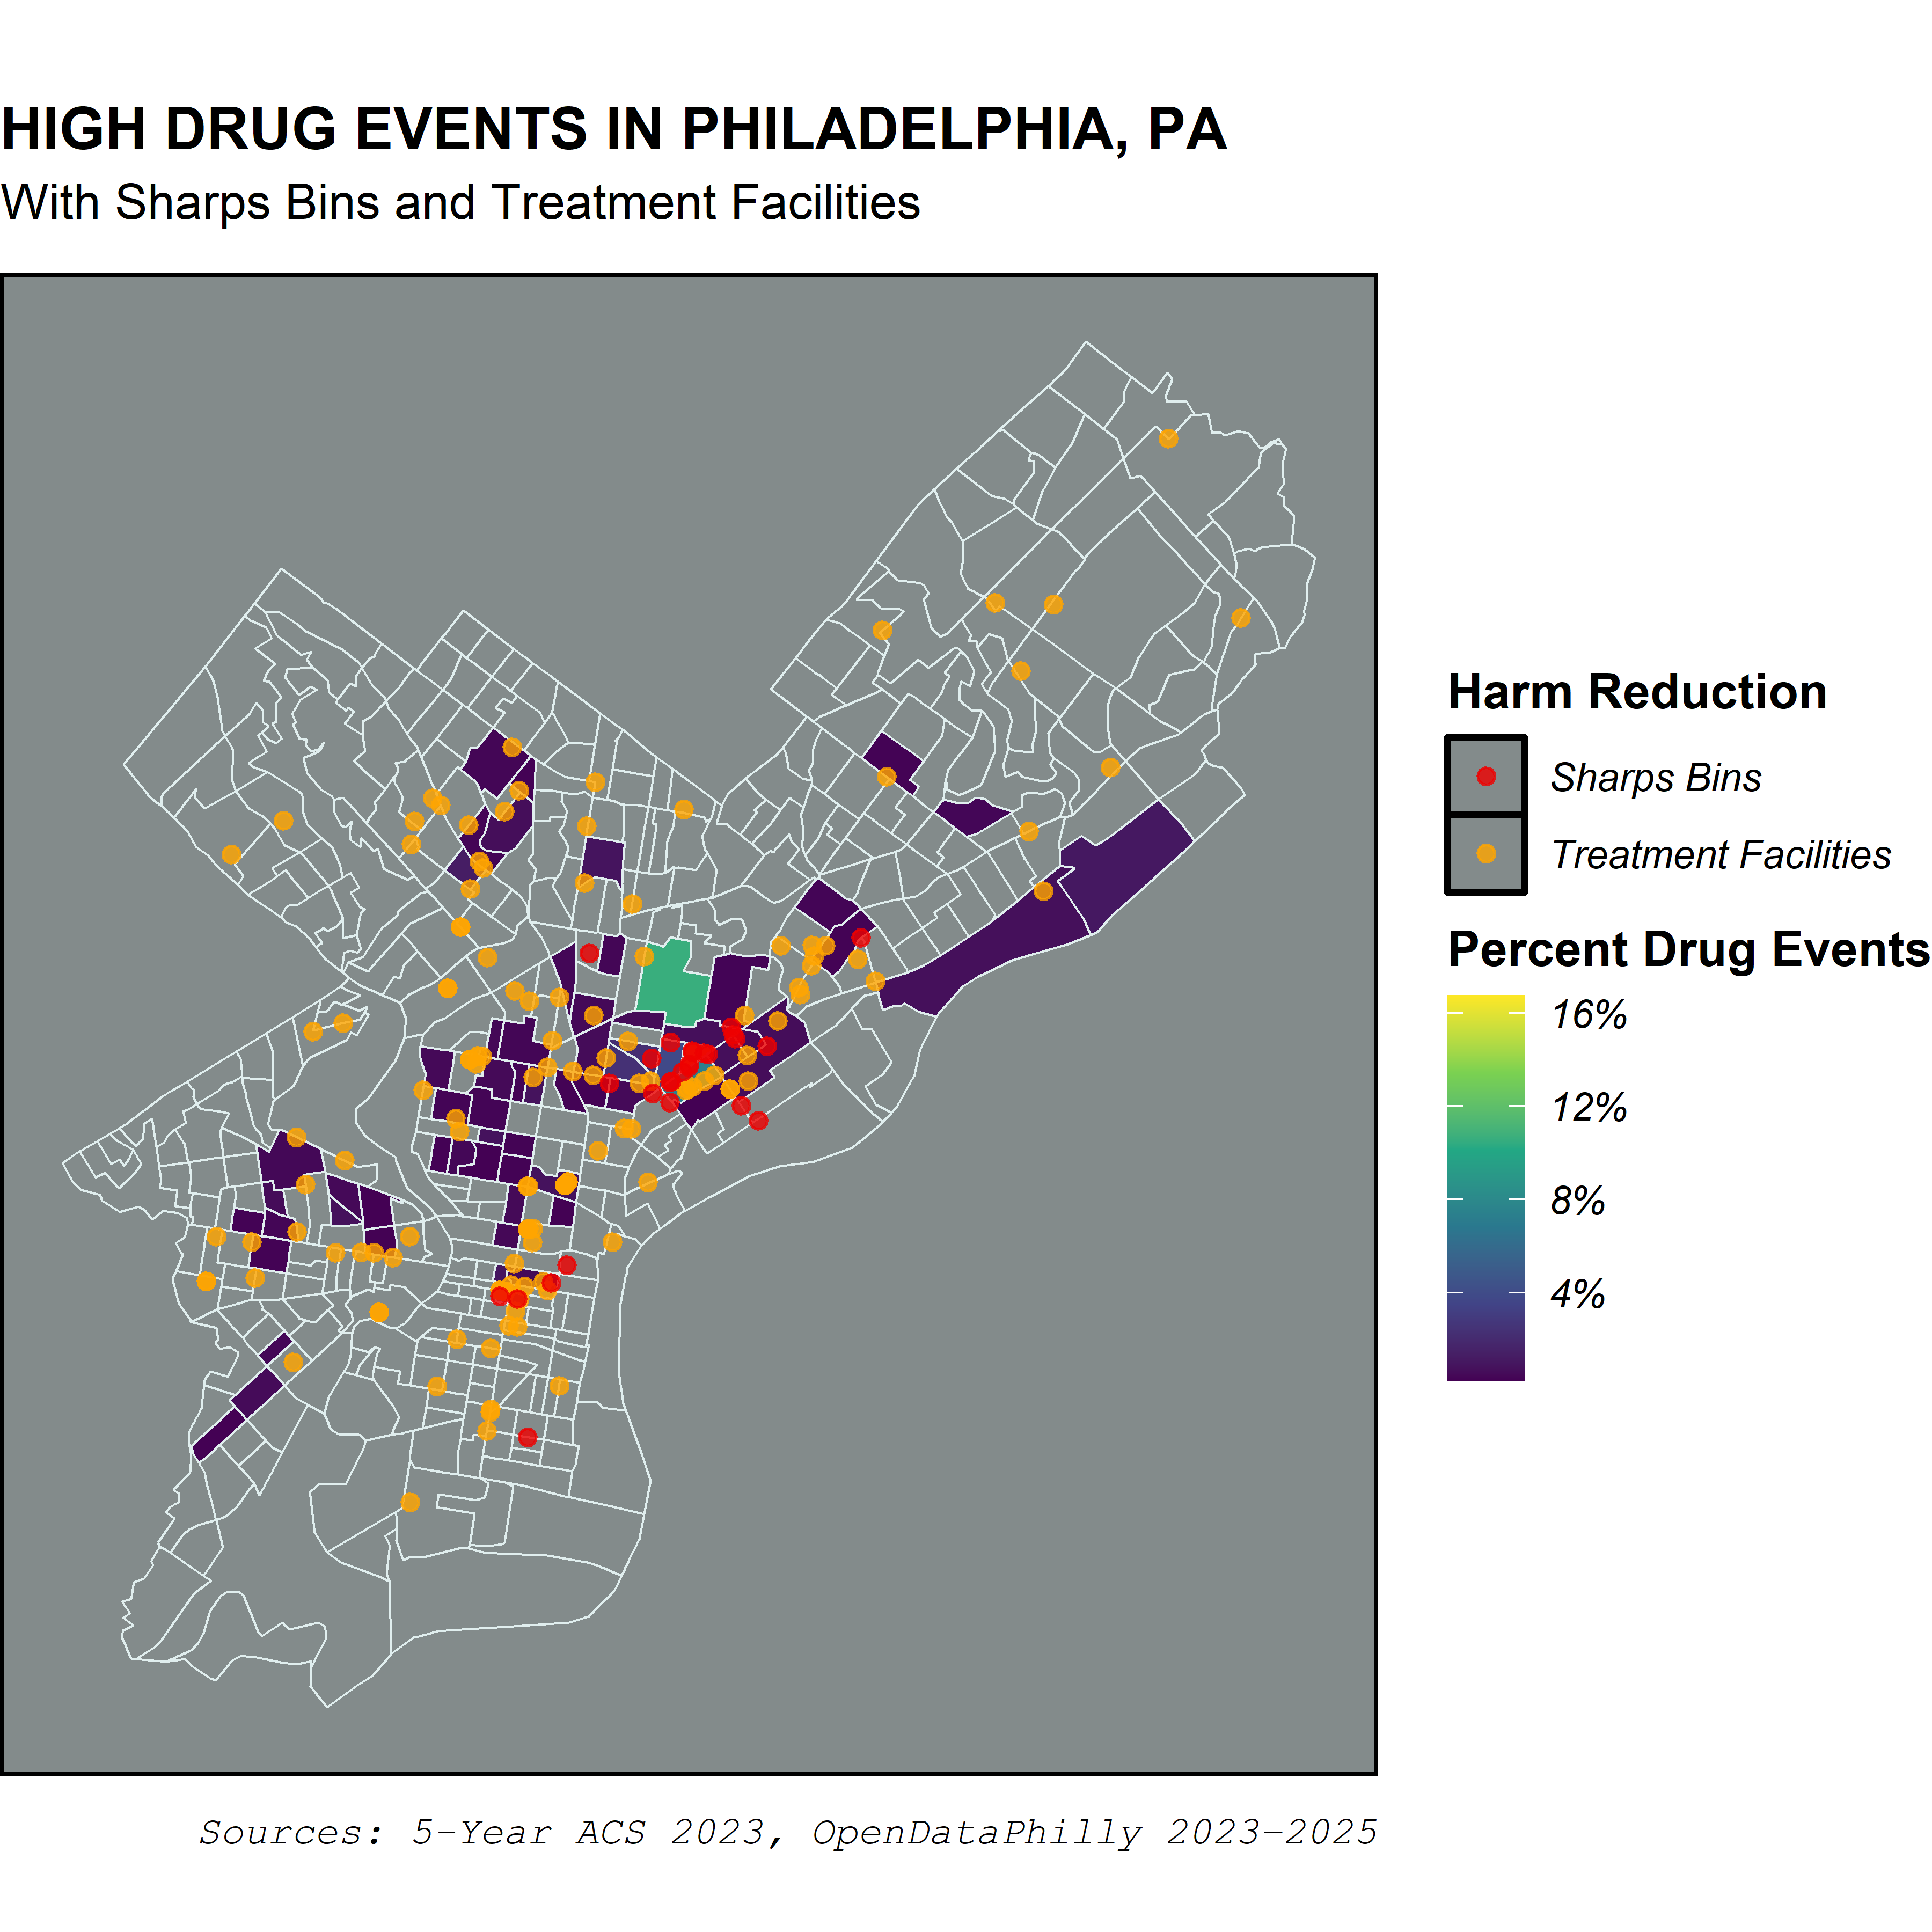 HIGH DRUG EVENTS IN PHILADELPHIA, PA
With Sharps Bins and Treatment Facilities
Harm Reduction
Sharps Bins
Treatment Facilities
Percent Drug Events
16%
12%
8%
4%
Sources: 5-Year ACS 2023, OpenDataPhilly 2023-2025